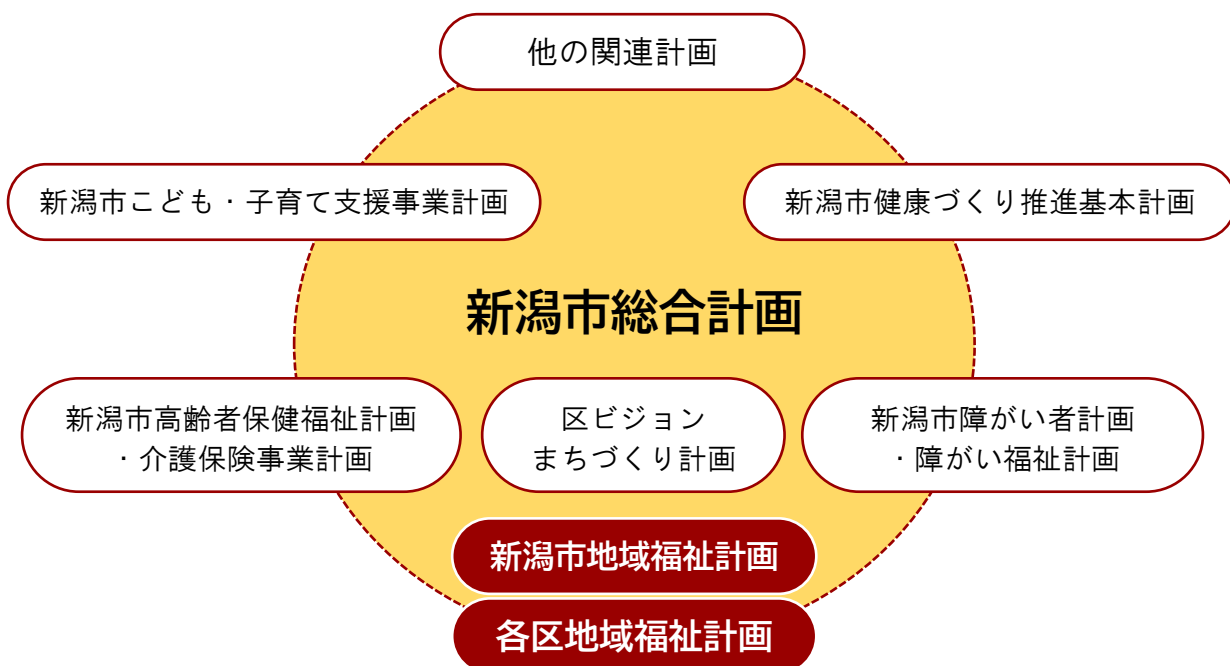 他の関連計画
新潟市こども・子育て支援事業計画
新潟市健康づくり推進基本計画
新潟市総合計画
新潟市高齢者保健福祉計画
・介護保険事業計画
区ビジョン
まちづくり計画
新潟市障がい者計画
・障がい福祉計画
新潟市地域福祉計画
各区地域福祉計画